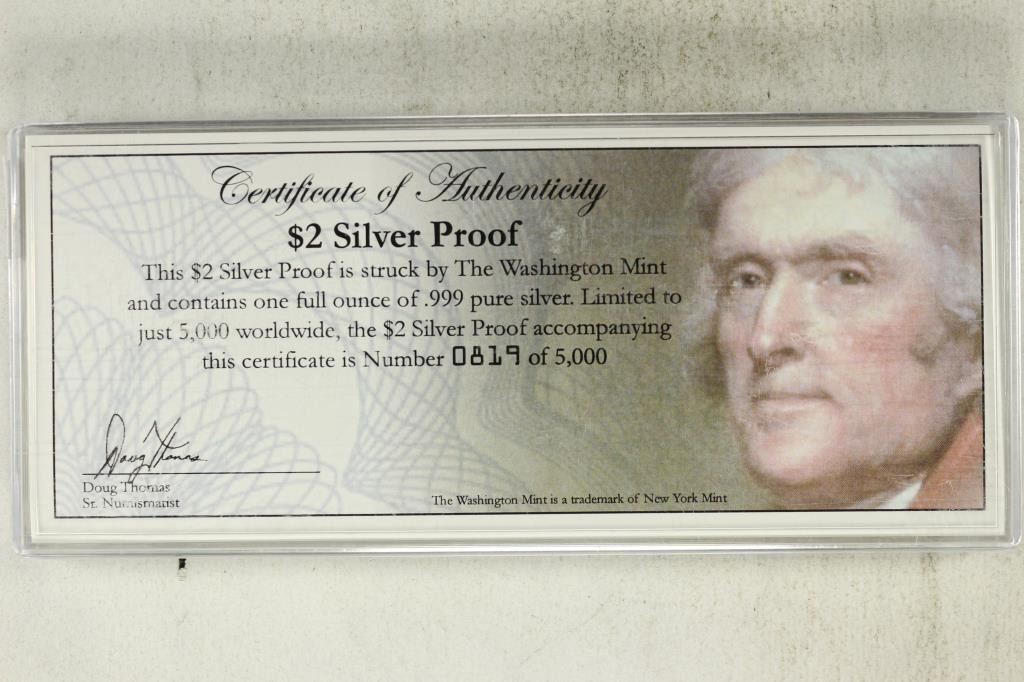 Certificate of Authenticity
$2 Silver Proof
This $2 Silver Proof is struck by The Washington Mint
and contains one full ounce of .999 pure silver. Limited to
just 5,000 worldwide, the $2 Silver Proof accompanying
this certificate is Number 0819 of 5,000
Doug Thomas
Doug Thomas
Sr. Numismatist
The Washington Mint is a trademark of New York Mint